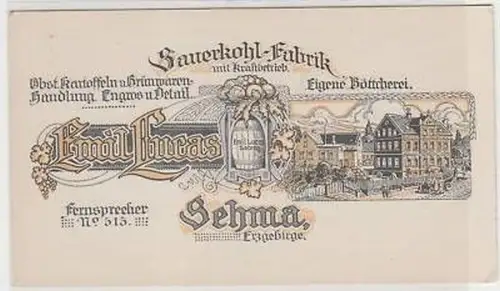 Sauerkohl-Fabrik
mit Kraftbetrieb.
Obst, Kartoffeln u Grünwaren-
Handlung Engros u Detail.
Eigene Böttcherei.
Emil Lucas
Fernsprecher
No 515.
Sehma,
Erzgebirge.